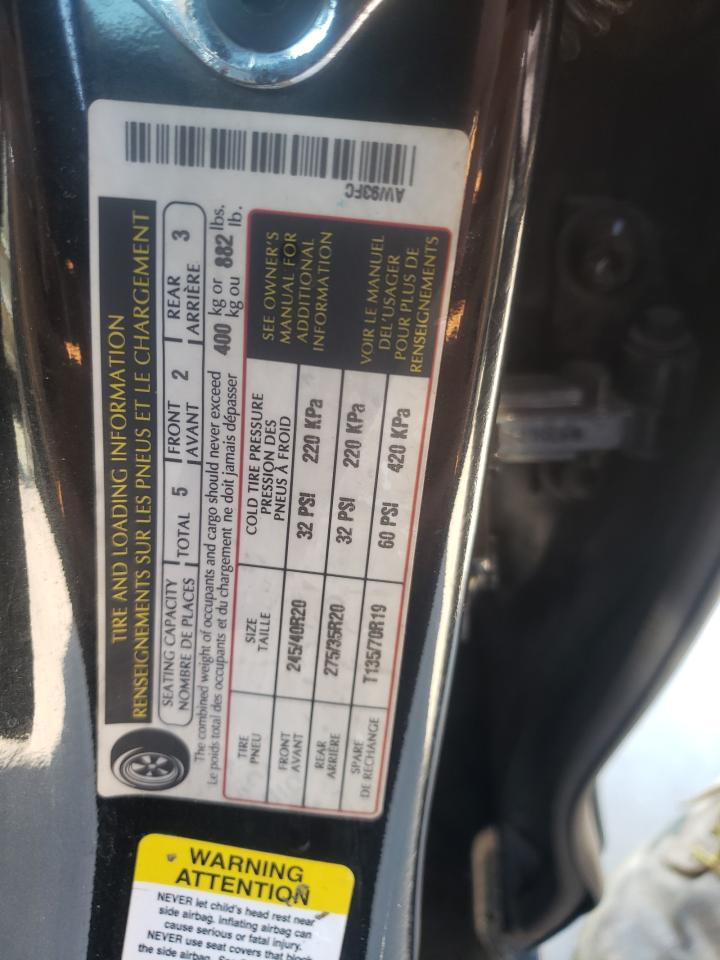 TIRE AND LOADING INFORMATION
RENSEIGNEMENTS SUR LES PNEUS ET LE CHARGEMENT
SEATING CAPACITY
NOMBRE DE PLACES
TOTAL 5
FRONT
AVANT 2
REAR
ARRIÈRE 3
The combined weight of occupants and cargo should never exceed
Le poids total des occupants et du chargement ne doit jamais dépasser
400 kg or 882 lbs.
kg ou lb.
TIRE
PNEU
SIZE
TAILLE
COLD TIRE PRESSURE
PRESSION DES
PNEUS À FROID
SEE OWNER'S
MANUAL FOR
ADDITIONAL
INFORMATION
FRONT
AVANT
245/40R20
32 PSI 220 KPa
REAR
ARRIÈRE
275/35R20
32 PSI 220 KPa
VOIR LE MANUEL
DEL'USAGER
POUR PLUS DE
RENSEIGNEMENTS
SPARE
DE RECHANGE
T135/70R19
60 PSI 420 KPa
AW93FC
WARNING
ATTENTION
NEVER let child's head rest near
side airbag. Inflating airbag can
cause serious or fatal injury.
NEVER use seat covers that block
the side airbag.